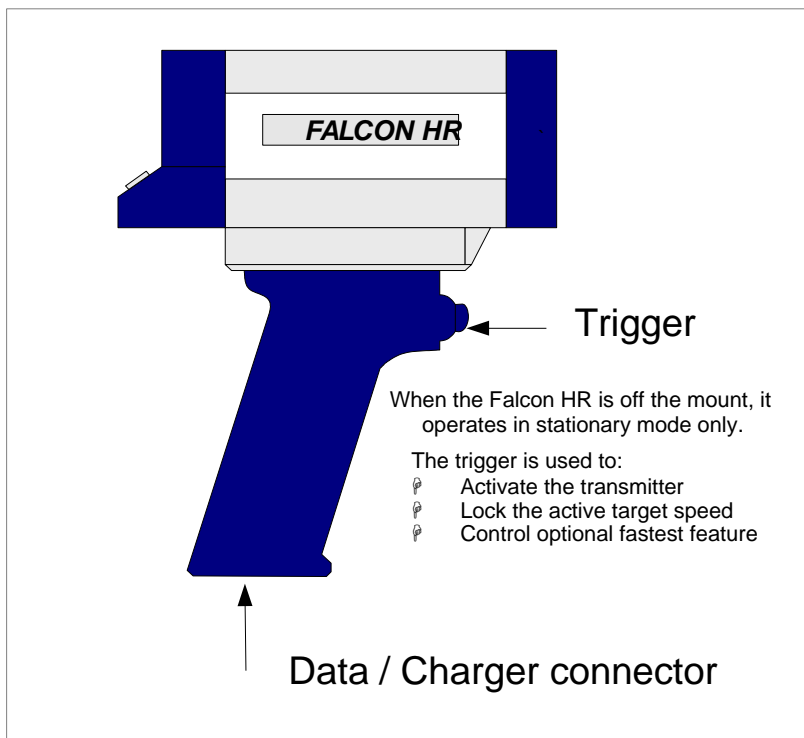 FALCON HR
Trigger
When the Falcon HR is off the mount, it
operates in stationary mode only.
The trigger is used to:
Activate the transmitter
Lock the active target speed
Control optional fastest feature
Data / Charger connector